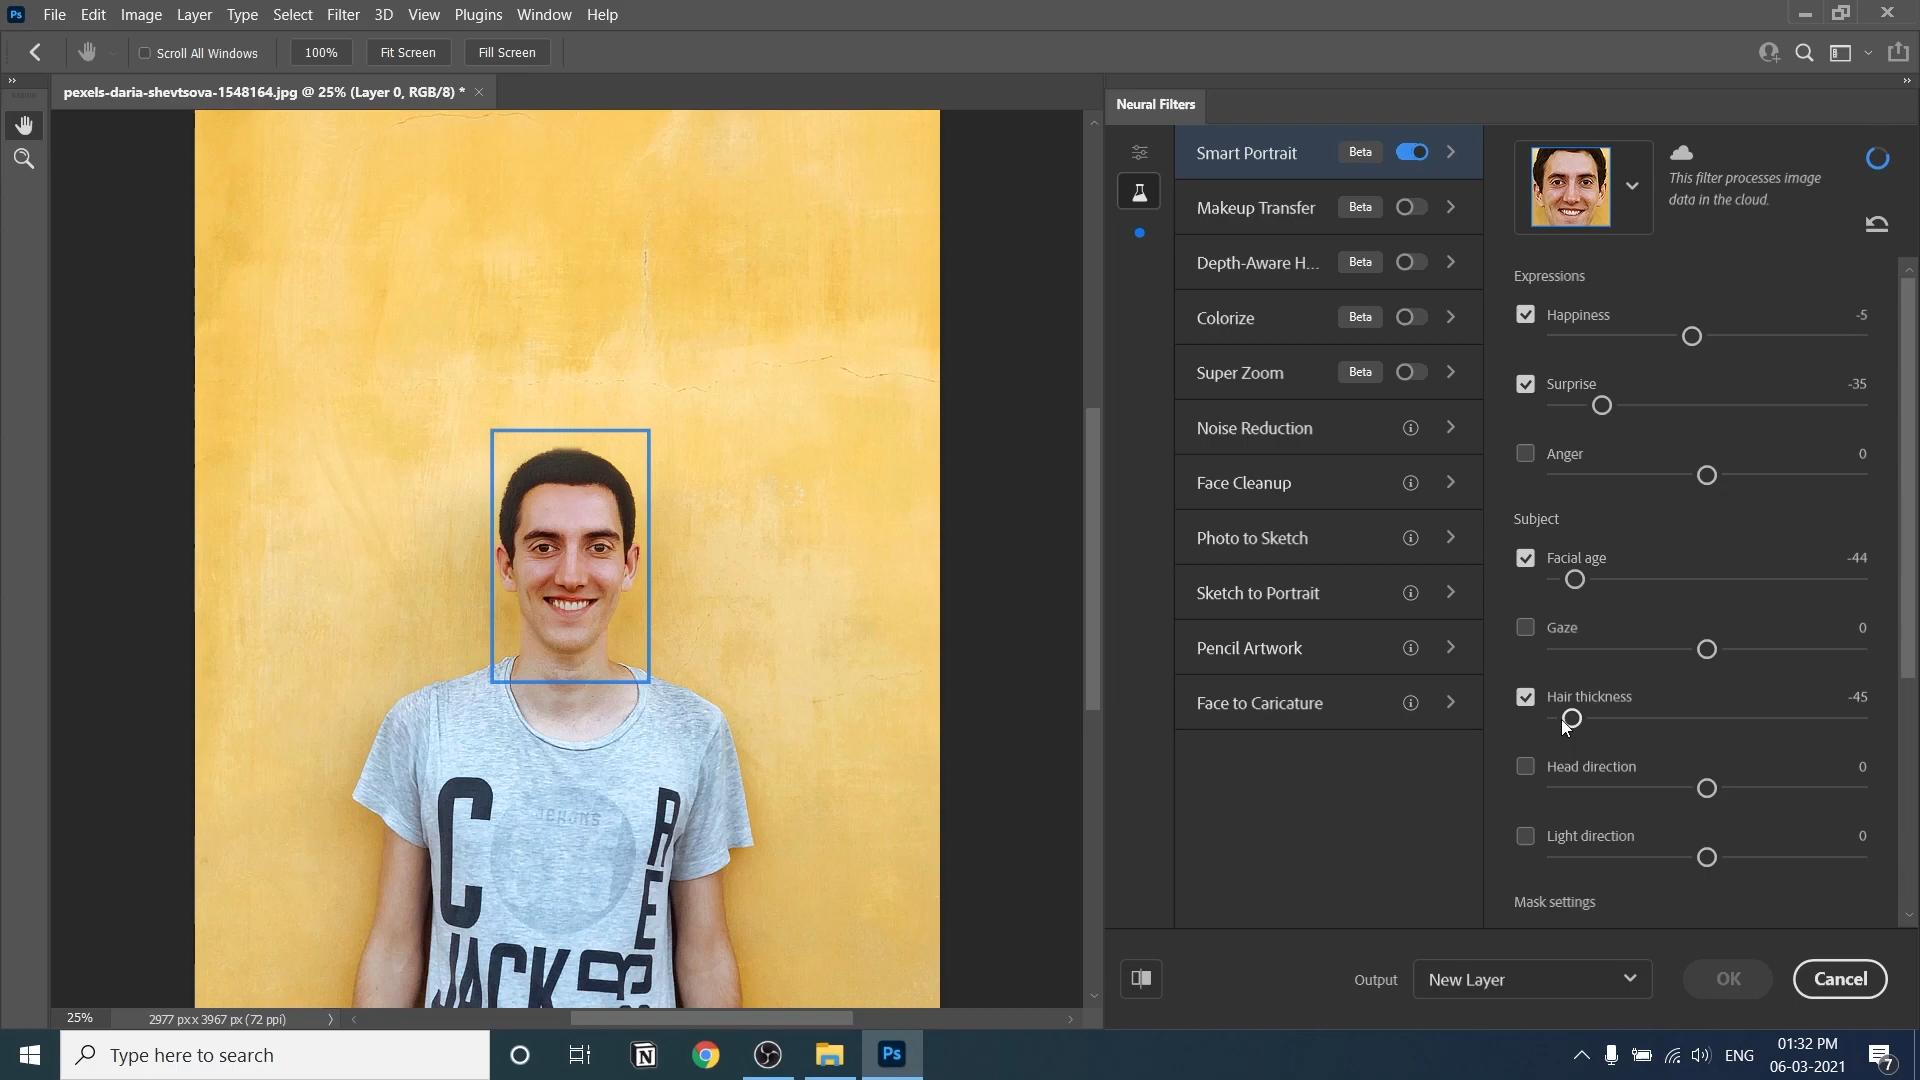 Ps File Edit Image Layer Type Select Filter 3D View Plugins Window Help
Scroll All Windows 100% Fit Screen Fill Screen
pexels-daria-shevtsova-1548164.jpg @ 25% (Layer 0, RGB/8) *
Neural Filters
Smart Portrait Beta
Makeup Transfer Beta
Depth-Aware H... Beta
Colorize Beta
Super Zoom Beta
Noise Reduction
Face Cleanup
Photo to Sketch
Sketch to Portrait
Pencil Artwork
Face to Caricature
This filter processes image
data in the cloud.
Expressions
Happiness -5
Surprise -35
Anger 0
Subject
Facial age -44
Gaze 0
Hair thickness -45
Head direction 0
Light direction 0
Mask settings
C
JACK
Output New Layer OK Cancel
25% 2977 px x 3967 px (72 ppi)
Type here to search
Ps
ENG
01:32 PM
06-03-2021
7